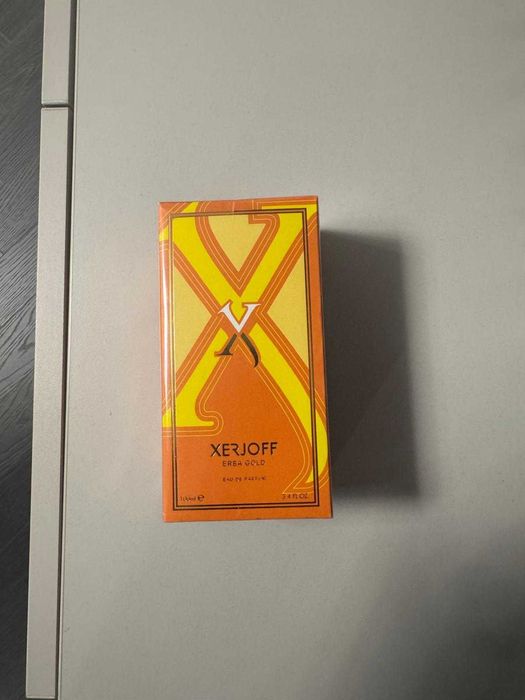 XERJOFF
ERBA GOLD
EAU DE PARFUM
100ml ℮
3.4 FL.OZ.